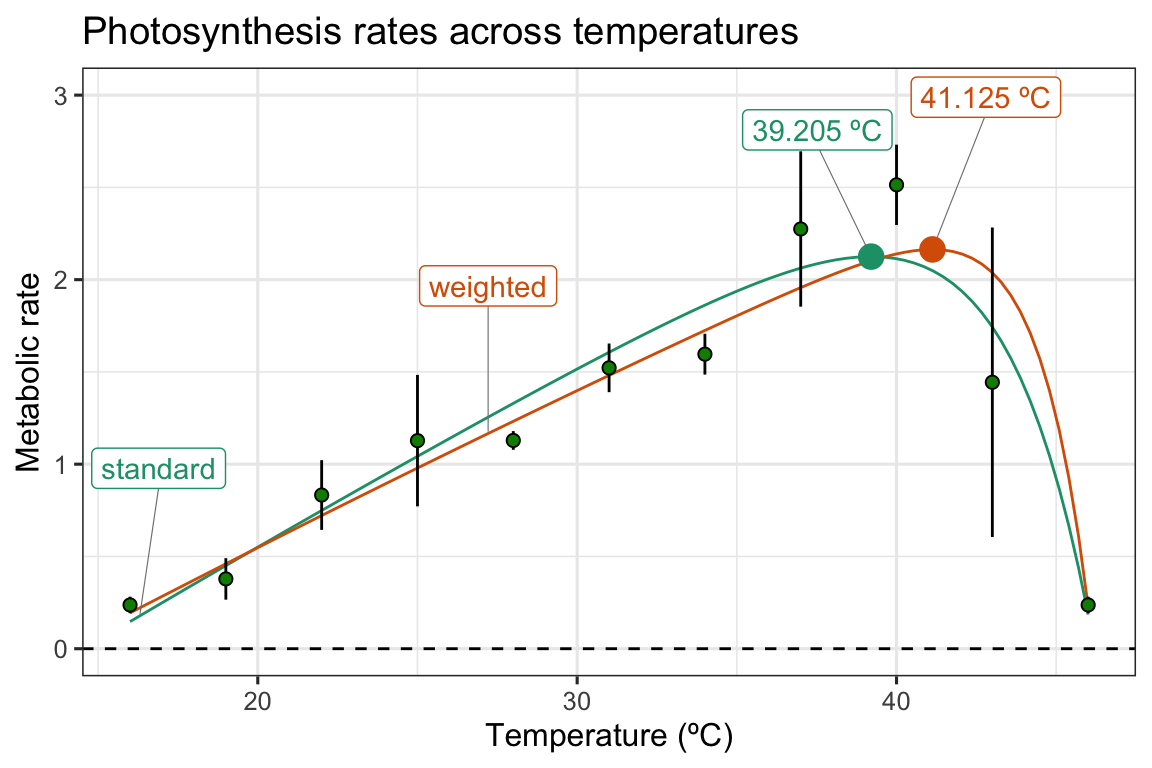 Photosynthesis rates across temperatures
41.125 ºC
39.205 ºC
weighted
standard
Metabolic rate
3
2
1
0
20
30
40
Temperature (ºC)